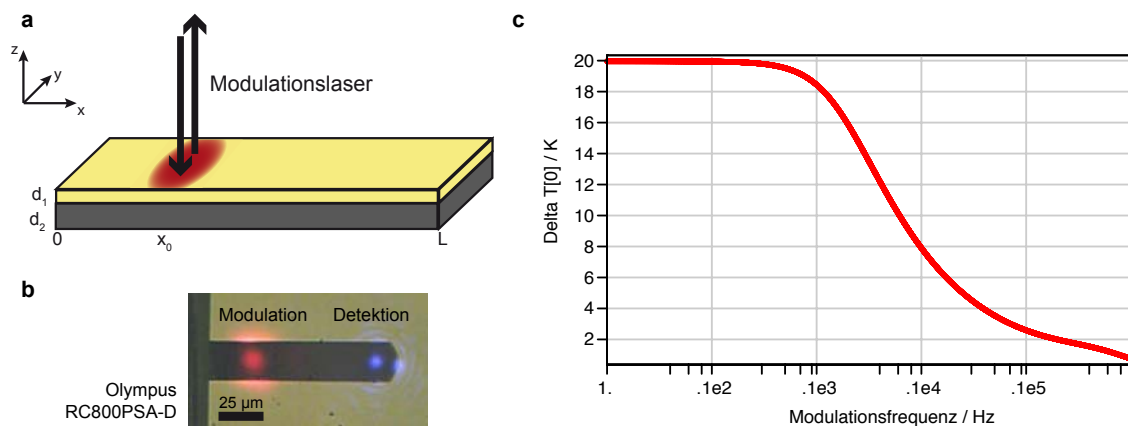 a
z
y
x
Modulationslaser
d₁
d₂
0
x₀
L
b
Modulation
Detektion
Olympus
RC800PSA-D
25 µm
c
Delta T[0] / K
20
18
16
14
12
10
8
6
4
2
1.
.1e2
.1e3
.1e4
.1e5
Modulationsfrequenz / Hz